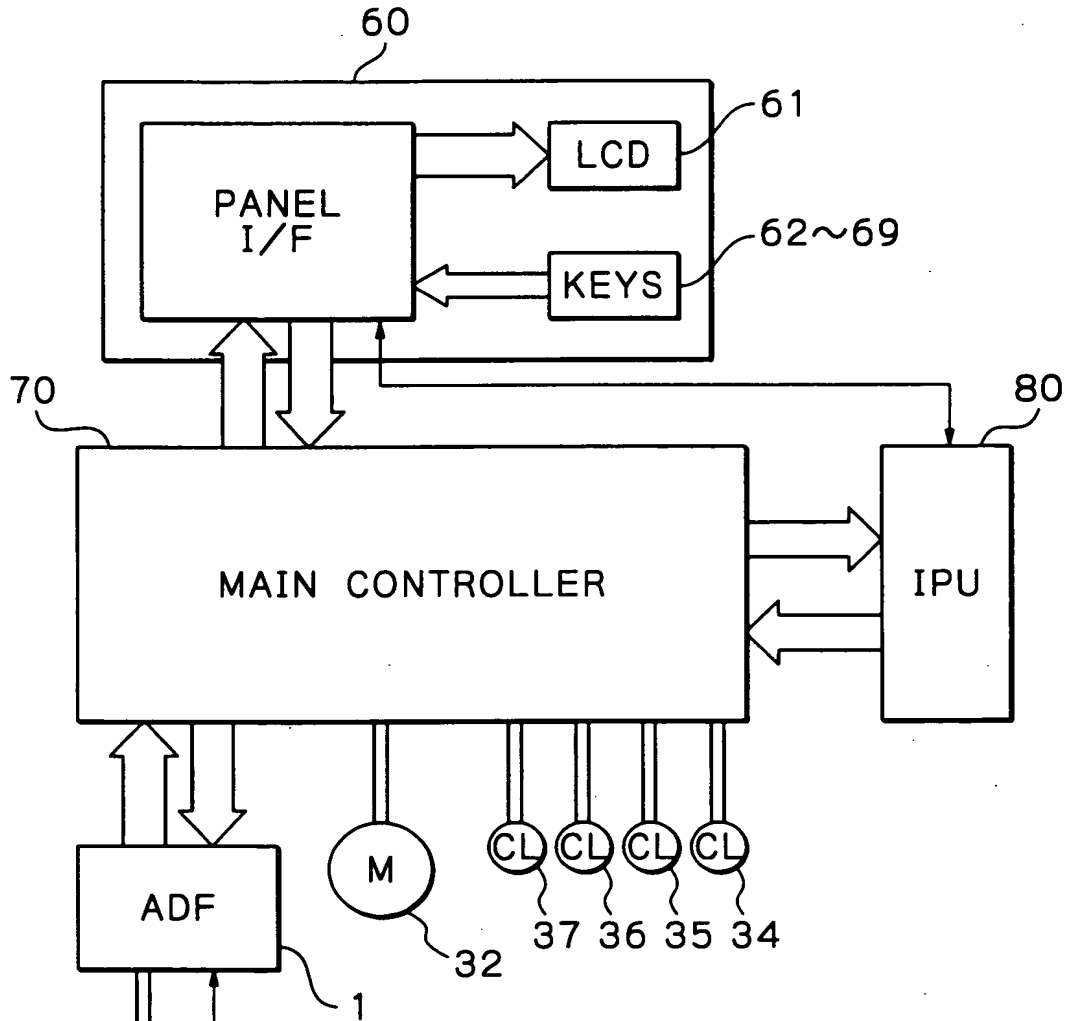 60
61
LCD
PANEL
I/F
62~69
KEYS
70
80
MAIN CONTROLLER
IPU
CL CL CL CL
M
ADF
37 36 35 34
32
1